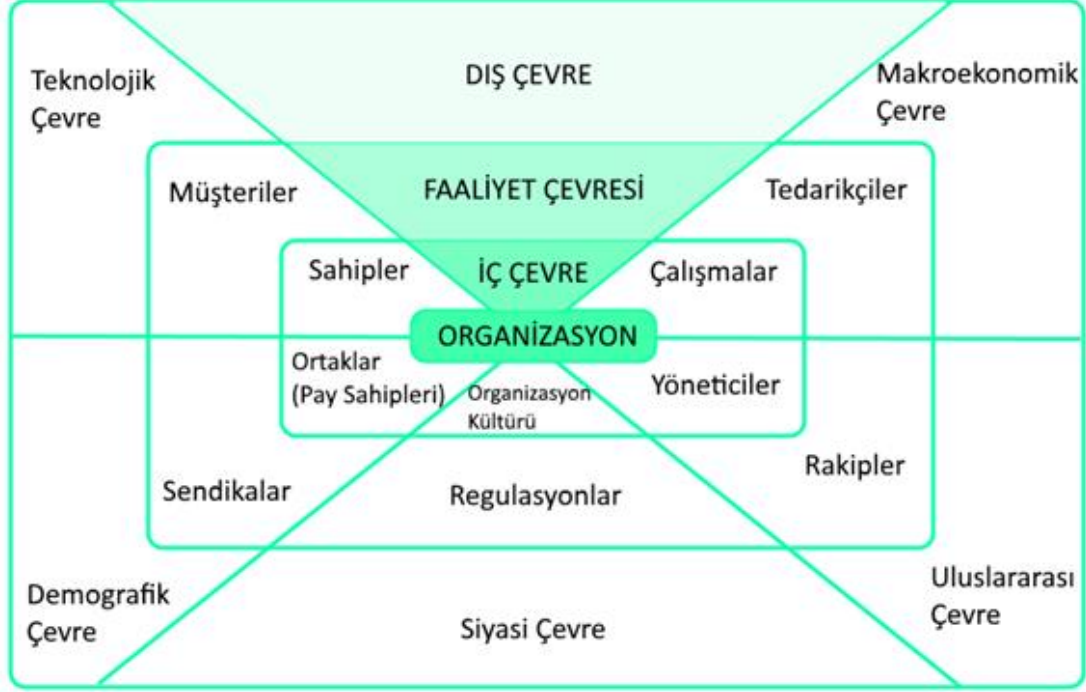 DIŞ ÇEVRE
Teknolojik
Çevre
Makroekonomik
Çevre
Müşteriler
FAALİYET ÇEVRESİ
Tedarikçiler
Sahipler
İÇ ÇEVRE
Çalışmalar
ORGANİZASYON
Ortaklar
(Pay Sahipleri)
Organizasyon
Kültürü
Yöneticiler
Sendikalar
Regulasyonlar
Rakipler
Demografik
Çevre
Siyasi Çevre
Uluslararası
Çevre